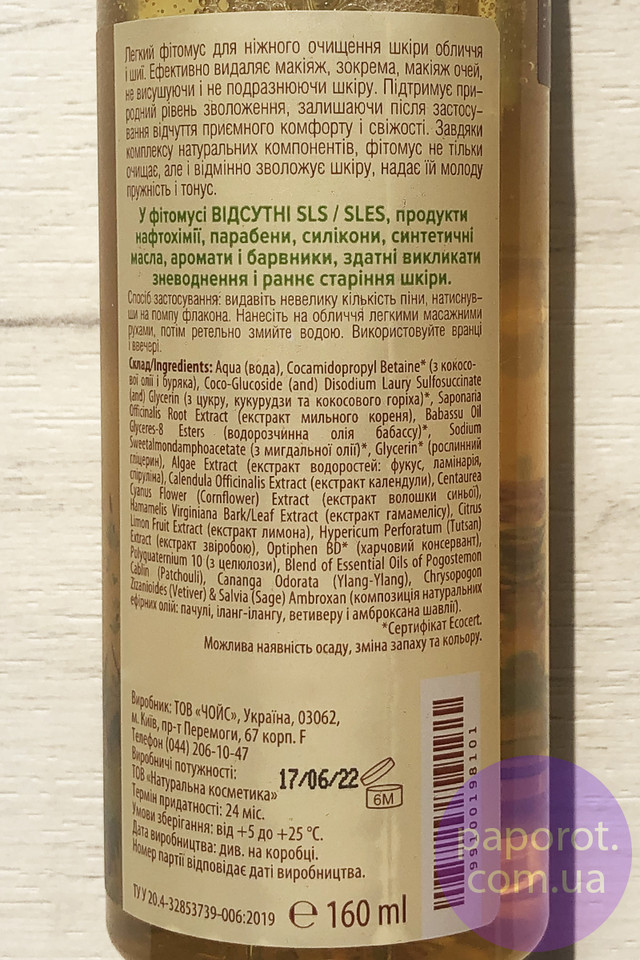 Легкий фітомус для ніжного очищення шкіри обличчя
і шиї. Ефективно видаляє макіяж, зокрема, макіяж очей,
не висушуючи і не подразнюючи шкіру. Підтримує при-
родний рівень зволоження, залишаючи після застосу-
вання відчуття приємного комфорту і свіжості. Завдяки
комплексу натуральних компонентів, фітомус не тільки
очищає, але і відмінно зволожує шкіру, надає їй молоду
пружність і тонус.
У фітомусі ВІДСУТНІ SLS / SLES, продукти
нафтохімії, парабени, силікони, синтетичні
масла, аромати і барвники, здатні викликати
зневоднення і раннє старіння шкіри.
Спосіб застосування: видавіть невелику кількість піни, натиснув-
ши на помпу флакона. Нанесіть на обличчя легкими масажними
рухами, потім ретельно змийте водою. Використовуйте вранці
і ввечері.
Склад/Ingredients: Aqua (вода), Cocamidopropyl Betaine* (з кокосо-
вої олії і буряка), Coco-Glucoside (and) Disodium Laury Sulfosuccinate
(and) Glycerin (з цукру, кукурудзи та кокосового горіха)*, Saponaria
Officinalis Root Extract (екстракт мильного кореня), Babassu Oil
Glyceres-8 Esters (водорозчинна олія бабассу)*, Sodium
Sweetalmondamphoacetate (з мигдальної олії)*, Glycerin* (рослинний
гліцерин), Algae Extract (екстракт водоростей: фукус, ламінарія,
спіруліна), Calendula Officinalis Extract (екстракт календули), Centaurea
Cyanus Flower (Cornflower) Extract (екстракт волошки синьої),
Hamamelis Virginiana Bark/Leaf Extract (екстракт гамамелісу), Citrus
Limon Fruit Extract (екстракт лимона), Hypericum Perforatum (Tutsan)
Extract (екстракт звіробою), Optiphen BD* (харчовий консервант),
Polyguaternium 10 (з целюлози), Blend of Essential Oils of Pogostemon
Cablin (Patchouli), Cananga Odorata (Ylang-Ylang), Chrysopogon
Zizanioides (Vetiver) & Salvia (Sage) Ambroxan (композиція натуральних
ефірних олій: пачулі, іланг-ілангу, ветиверу і амброксана шавлії).
*Сертифікат Ecocert.
Можлива наявність осаду, зміна запаху та кольору.
Виробник: ТОВ «ЧОЙС», Україна, 03062,
м. Київ, пр-т Перемоги, 67 корп. F
Телефон (044) 206-10-47
Виробничі потужності:
ТОВ «Натуральна косметика»
17/06/22
6M
Термін придатності: 24 міс.
Умови зберігання: від +5 до +25 °C.
Дата виробництва: див. на коробці.
Номер партії відповідає даті виробництва.
ТУ У 20.4-32853739-006:2019 ℮ 160 ml
paporot.
com.ua